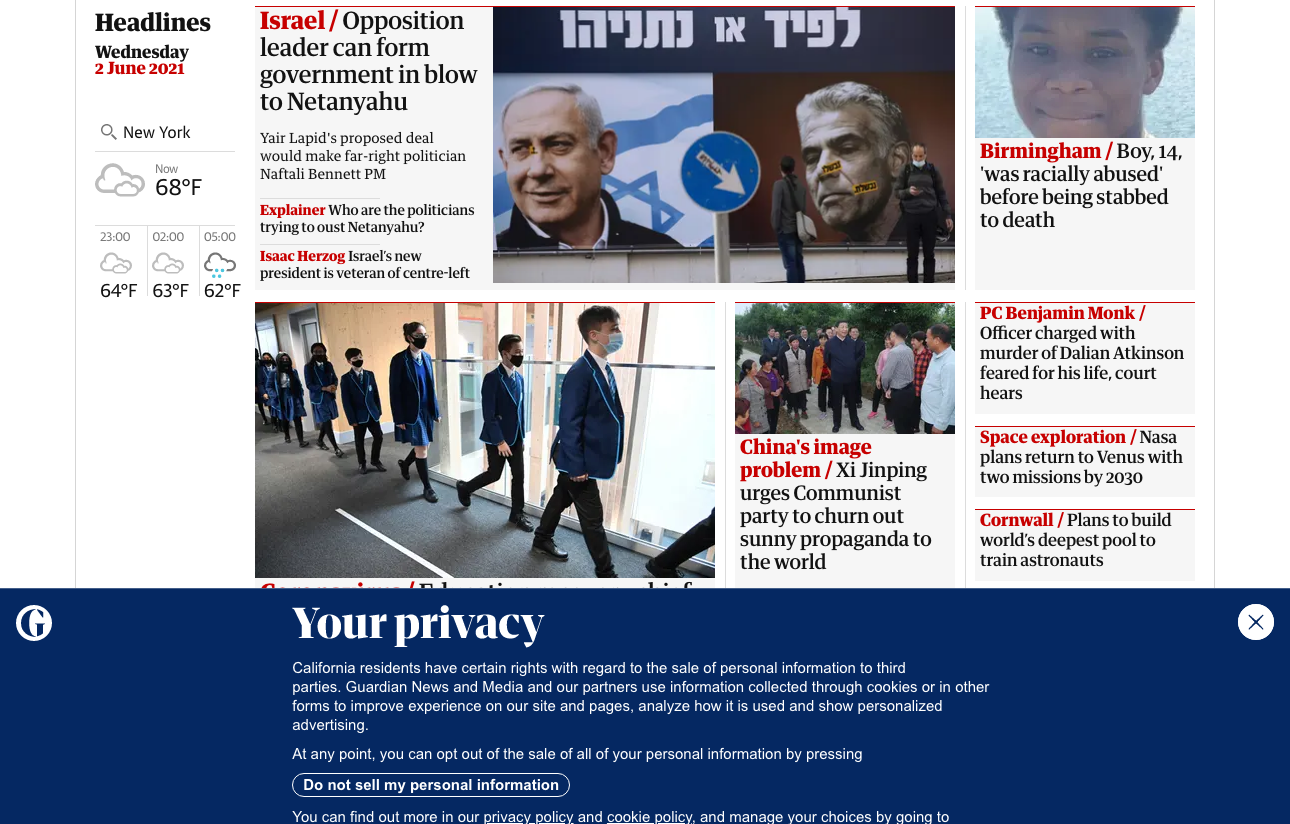 Headlines
Wednesday
2 June 2021
New York
Now
68°F
23:00
64°F
02:00
63°F
05:00
62°F
Israel / Opposition
leader can form
government in blow
to Netanyahu
Yair Lapid's proposed deal
would make far-right politician
Naftali Bennett PM
Explainer Who are the politicians
trying to oust Netanyahu?
Isaac Herzog Israel's new
president is veteran of centre-left
לפיד או נתניהו
Birmingham / Boy, 14,
'was racially abused'
before being stabbed
to death
China's image
problem / Xi Jinping
urges Communist
party to churn out
sunny propaganda to
the world
PC Benjamin Monk /
Officer charged with
murder of Dalian Atkinson
feared for his life, court
hears
Space exploration / Nasa
plans return to Venus with
two missions by 2030
Cornwall / Plans to build
world's deepest pool to
train astronauts
Your privacy
California residents have certain rights with regard to the sale of personal information to third
parties. Guardian News and Media and our partners use information collected through cookies or in other
forms to improve experience on our site and pages, analyze how it is used and show personalized
advertising.
At any point, you can opt out of the sale of all of your personal information by pressing
Do not sell my personal information
You can find out more in our privacy policy and cookie policy, and manage your choices by going to